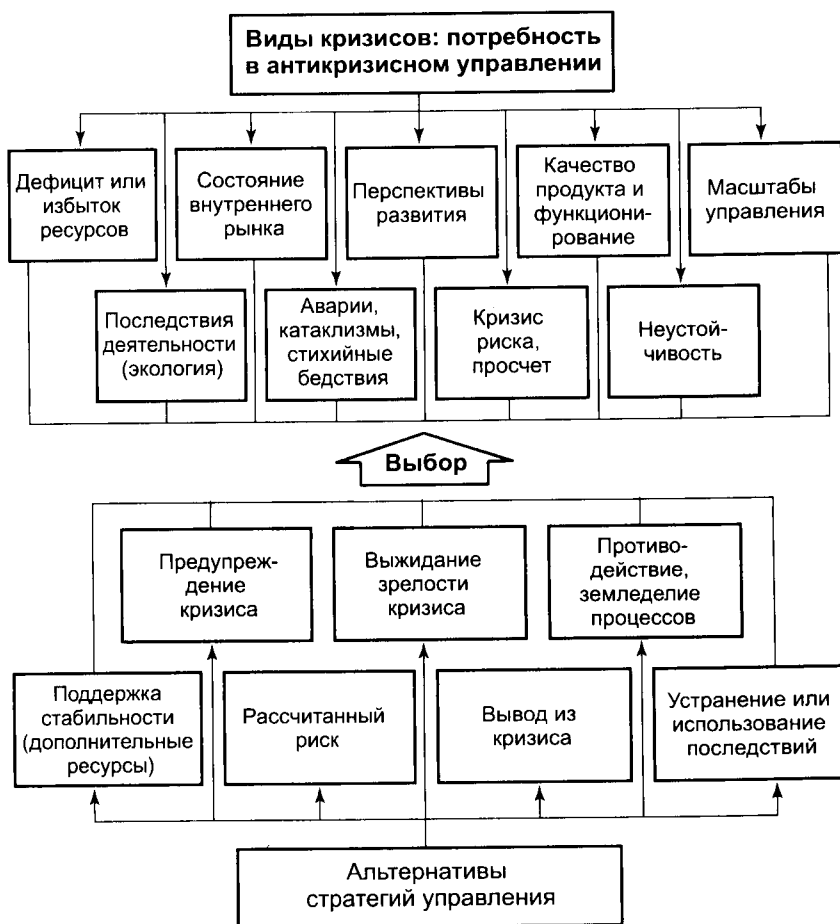 Виды кризисов: потребность
в антикризисном управлении
Дефицит или
избыток
ресурсов
Состояние
внутреннего
рынка
Перспективы
развития
Качество
продукта и
функциони-
рование
Масштабы
управления
Последствия
деятельности
(экология)
Аварии,
катаклизмы,
стихийные
бедствия
Кризис
риска,
просчет
Неустой-
чивость
Выбор
Предупреж-
дение
кризиса
Выжидание
зрелости
кризиса
Противо-
действие,
земледелие
процессов
Поддержка
стабильности
(дополнительные
ресурсы)
Рассчитанный
риск
Вывод из
кризиса
Устранение или
использование
последствий
Альтернативы
стратегий управления